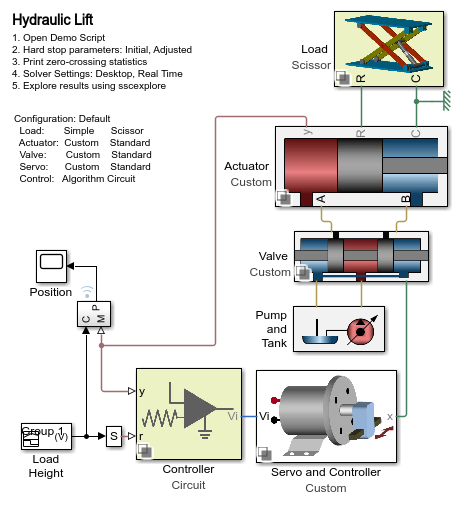 Hydraulic Lift
1. Open Demo Script
2. Hard stop parameters: Initial, Adjusted
3. Print zero-crossing statistics
4. Solver Settings: Desktop, Real Time
5. Explore results using sscexplore
Load
Scissor
R
C
Configuration: Default
Load: Simple Scissor
Actuator: Custom Standard
Valve: Custom Standard
Servo: Custom Standard
Control: Algorithm Circuit
y
R
C
Actuator
Custom
A
B
Valve
Custom
Position
C
P
M
Pump
and
Tank
y
r
Vi
Controller
Circuit
Vi
x
Servo and Controller
Custom
Group 1
(V)
S
Load
Height